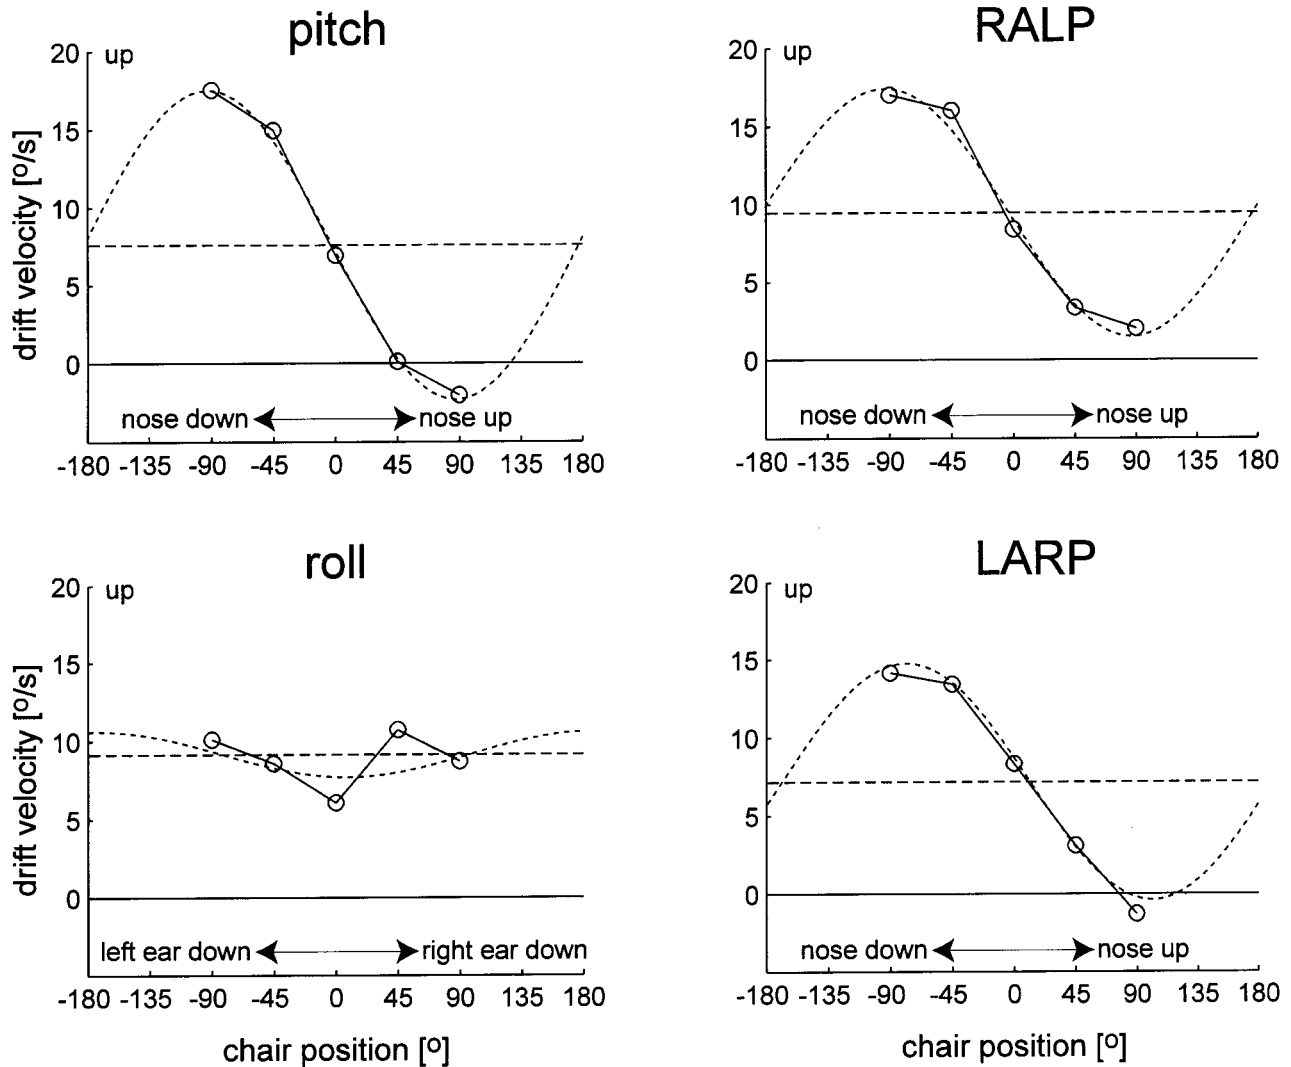 pitch
20
up
15
10
5
0
drift velocity [º/s]
nose down
nose up
-180 -135 -90 -45 0 45 90 135 180
RALP
20
up
15
10
5
0
nose down
nose up
-180 -135 -90 -45 0 45 90 135 180
roll
20
up
15
10
5
0
drift velocity [º/s]
left ear down
right ear down
-180 -135 -90 -45 0 45 90 135 180
chair position [º]
LARP
20
up
15
10
5
0
nose down
nose up
-180 -135 -90 -45 0 45 90 135 180
chair position [º]